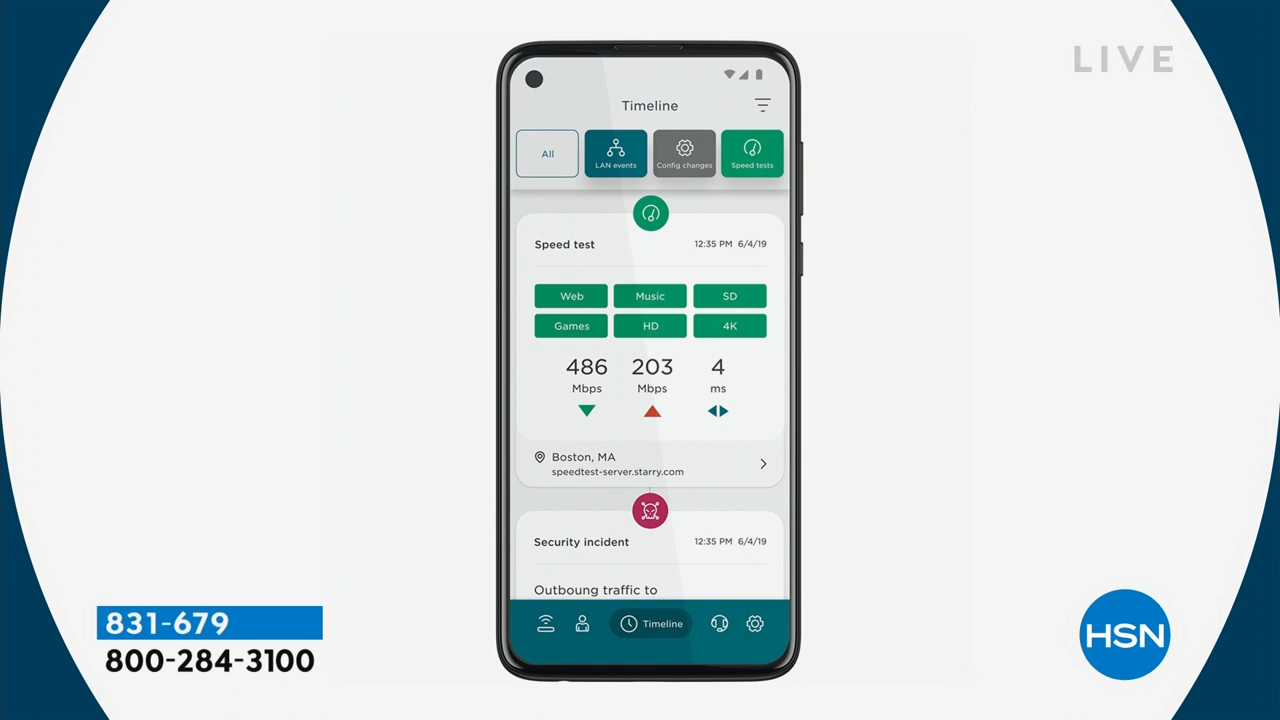 LIVE
Timeline
All
LAN events
Config changes
Speed tests
Speed test 12:35 PM 6/4/19
Web Music SD
Games HD 4K
486 203 4
Mbps Mbps ms
Boston, MA
speedtest-server.starry.com
Security incident 12:35 PM 6/4/19
Outboung traffic to
Timeline
831-679
800-284-3100
HSN